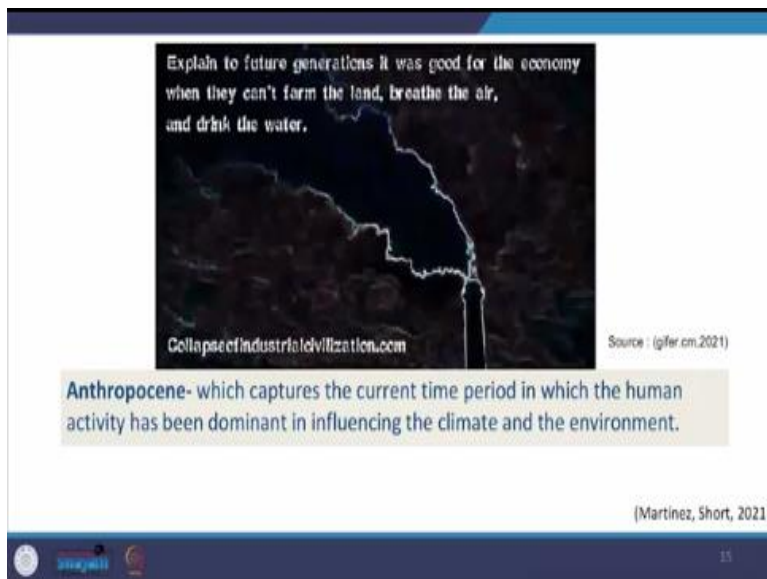 Explain to future generations it was good for the economy
when they can't farm the land, breathe the air,
and drink the water.
Collapseofindustrialcivilization.com
Source : (gifer.cm.2021)
Anthropocene- which captures the current time period in which the human
activity has been dominant in influencing the climate and the environment.
(Martinez, Short, 2021
15